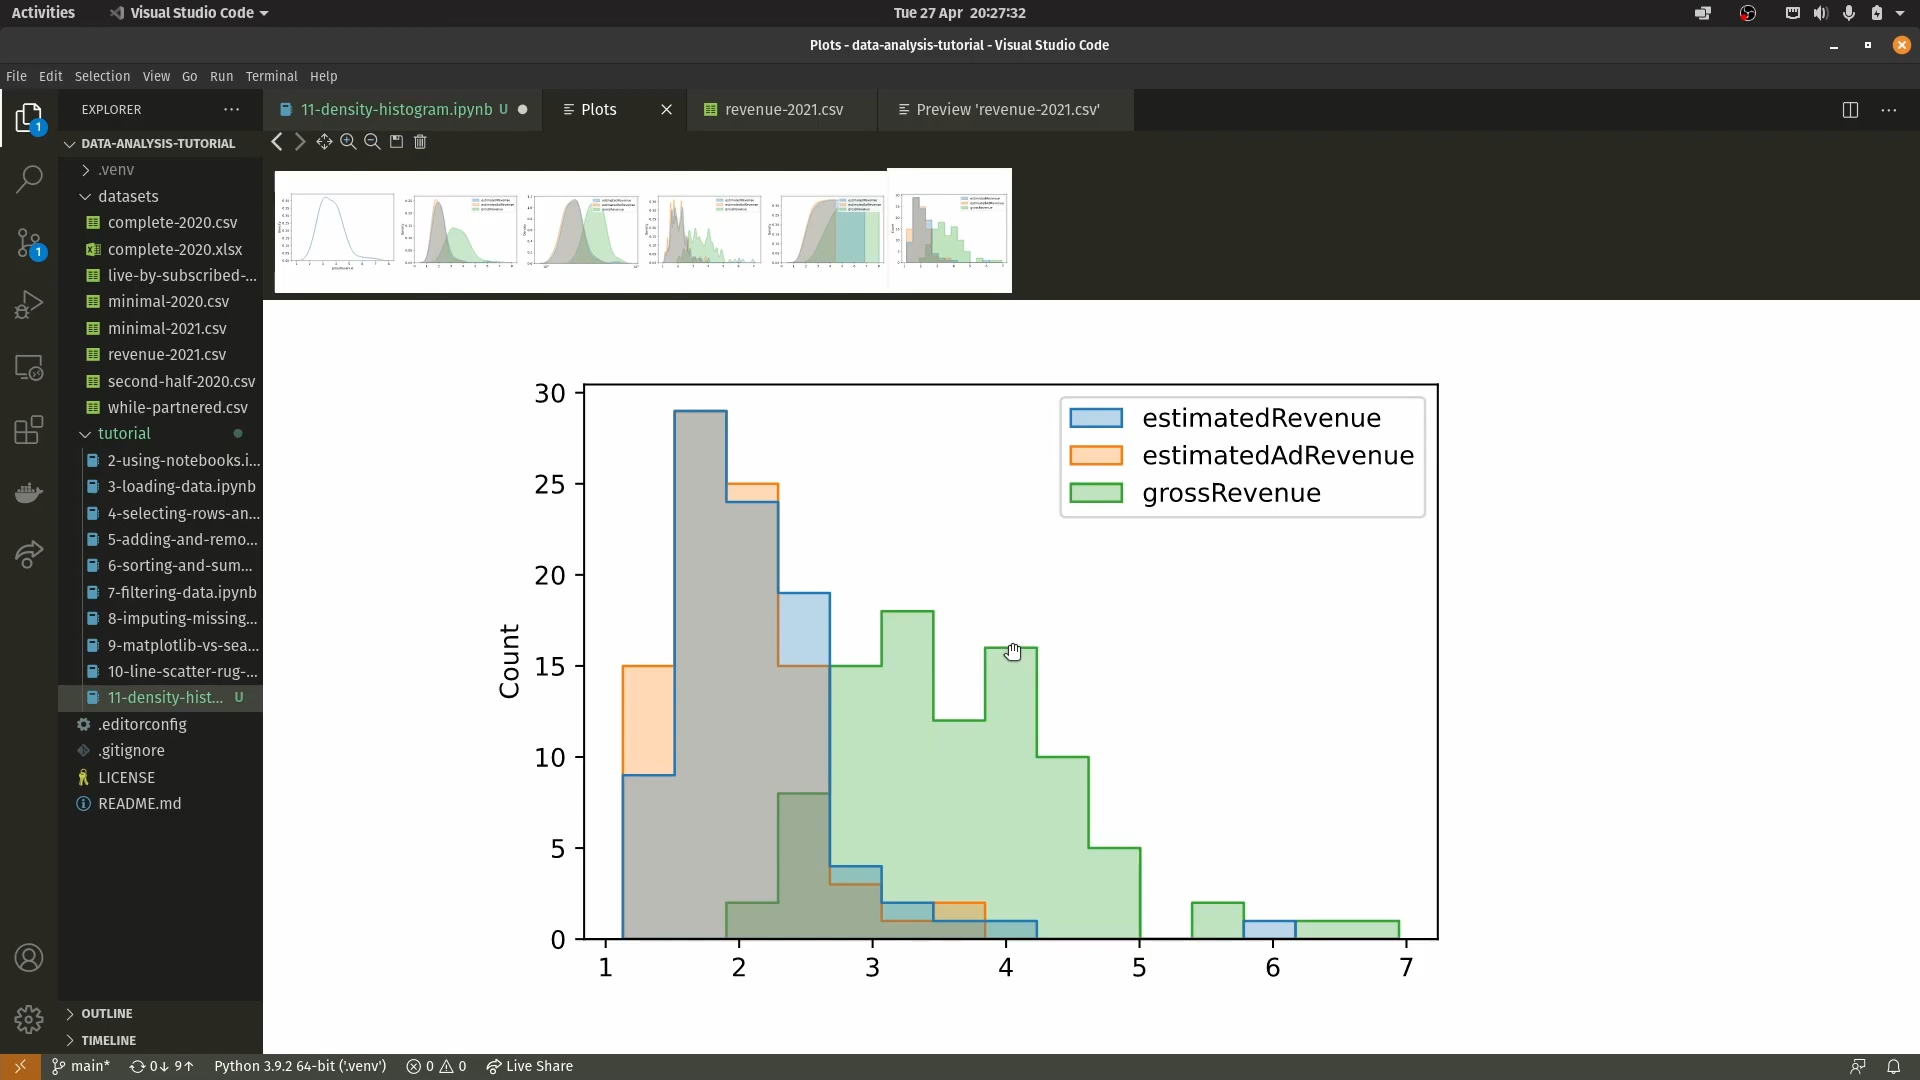 Activities Visual Studio Code Tue 27 Apr 20:27:32
Plots - data-analysis-tutorial - Visual Studio Code
File Edit Selection View Go Run Terminal Help
EXPLORER
11-density-histogram.ipynb U Plots revenue-2021.csv Preview 'revenue-2021.csv'
DATA-ANALYSIS-TUTORIAL
.venv
datasets
complete-2020.csv
complete-2020.xlsx
live-by-subscribed-...
minimal-2020.csv
minimal-2021.csv
revenue-2021.csv
second-half-2020.csv
while-partnered.csv
tutorial
2-using-notebooks.i...
3-loading-data.ipynb
4-selecting-rows-an...
5-adding-and-remo...
6-sorting-and-sum...
7-filtering-data.ipynb
8-imputing-missing...
9-matplotlib-vs-sea...
10-line-scatter-rug-...
11-density-hist... U
.editorconfig
.gitignore
LICENSE
README.md
OUTLINE
TIMELINE
1
1
30
25
20
15
10
5
0
Count
estimatedRevenue
estimatedAdRevenue
grossRevenue
1 2 3 4 5 6 7
main* 0↓ 9↑ Python 3.9.2 64-bit ('.venv') 0 0 Live Share